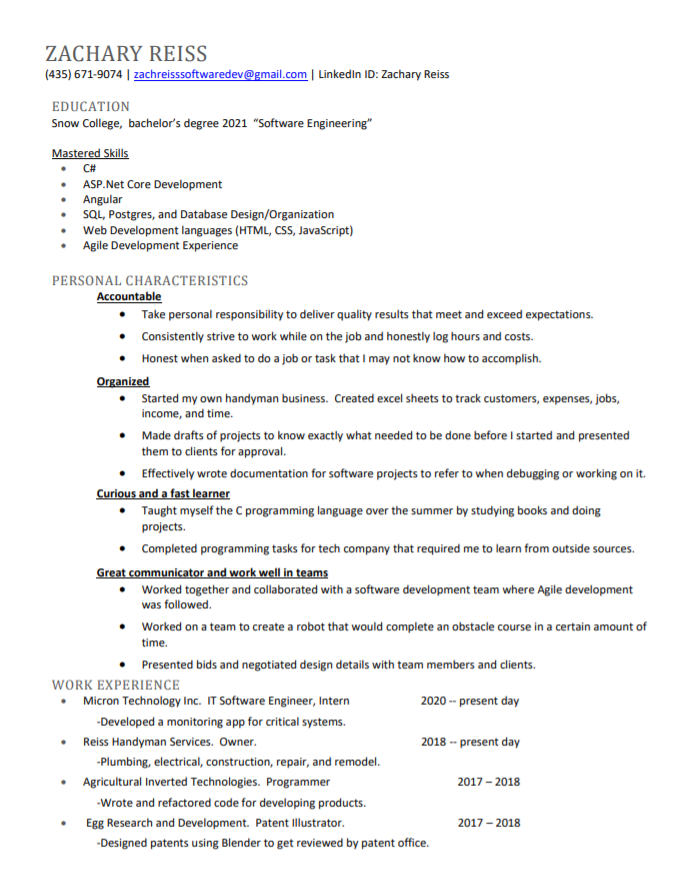 ZACHARY REISS
(435) 671-9074 | zachreisssoftwaredev@gmail.com | LinkedIn ID: Zachary Reiss
EDUCATION
Snow College,  bachelor's degree 2021  "Software Engineering"
Mastered Skills
• C#
• ASP.Net Core Development
• Angular
• SQL, Postgres, and Database Design/Organization
• Web Development languages (HTML, CSS, JavaScript)
• Agile Development Experience
PERSONAL CHARACTERISTICS
Accountable
• Take personal responsibility to deliver quality results that meet and exceed expectations.
• Consistently strive to work while on the job and honestly log hours and costs.
• Honest when asked to do a job or task that I may not know how to accomplish.
Organized
• Started my own handyman business.  Created excel sheets to track customers, expenses, jobs,
income, and time.
• Made drafts of projects to know exactly what needed to be done before I started and presented
them to clients for approval.
• Effectively wrote documentation for software projects to refer to when debugging or working on it.
Curious and a fast learner
• Taught myself the C programming language over the summer by studying books and doing
projects.
• Completed programming tasks for tech company that required me to learn from outside sources.
Great communicator and work well in teams
• Worked together and collaborated with a software development team where Agile development
was followed.
• Worked on a team to create a robot that would complete an obstacle course in a certain amount of
time.
• Presented bids and negotiated design details with team members and clients.
WORK EXPERIENCE
• Micron Technology Inc.  IT Software Engineer, Intern 2020 -- present day
-Developed a monitoring app for critical systems.
• Reiss Handyman Services.  Owner. 2018 -- present day
-Plumbing, electrical, construction, repair, and remodel.
• Agricultural Inverted Technologies.  Programmer 2017 – 2018
-Wrote and refactored code for developing products.
• Egg Research and Development.  Patent Illustrator. 2017 – 2018
-Designed patents using Blender to get reviewed by patent office.